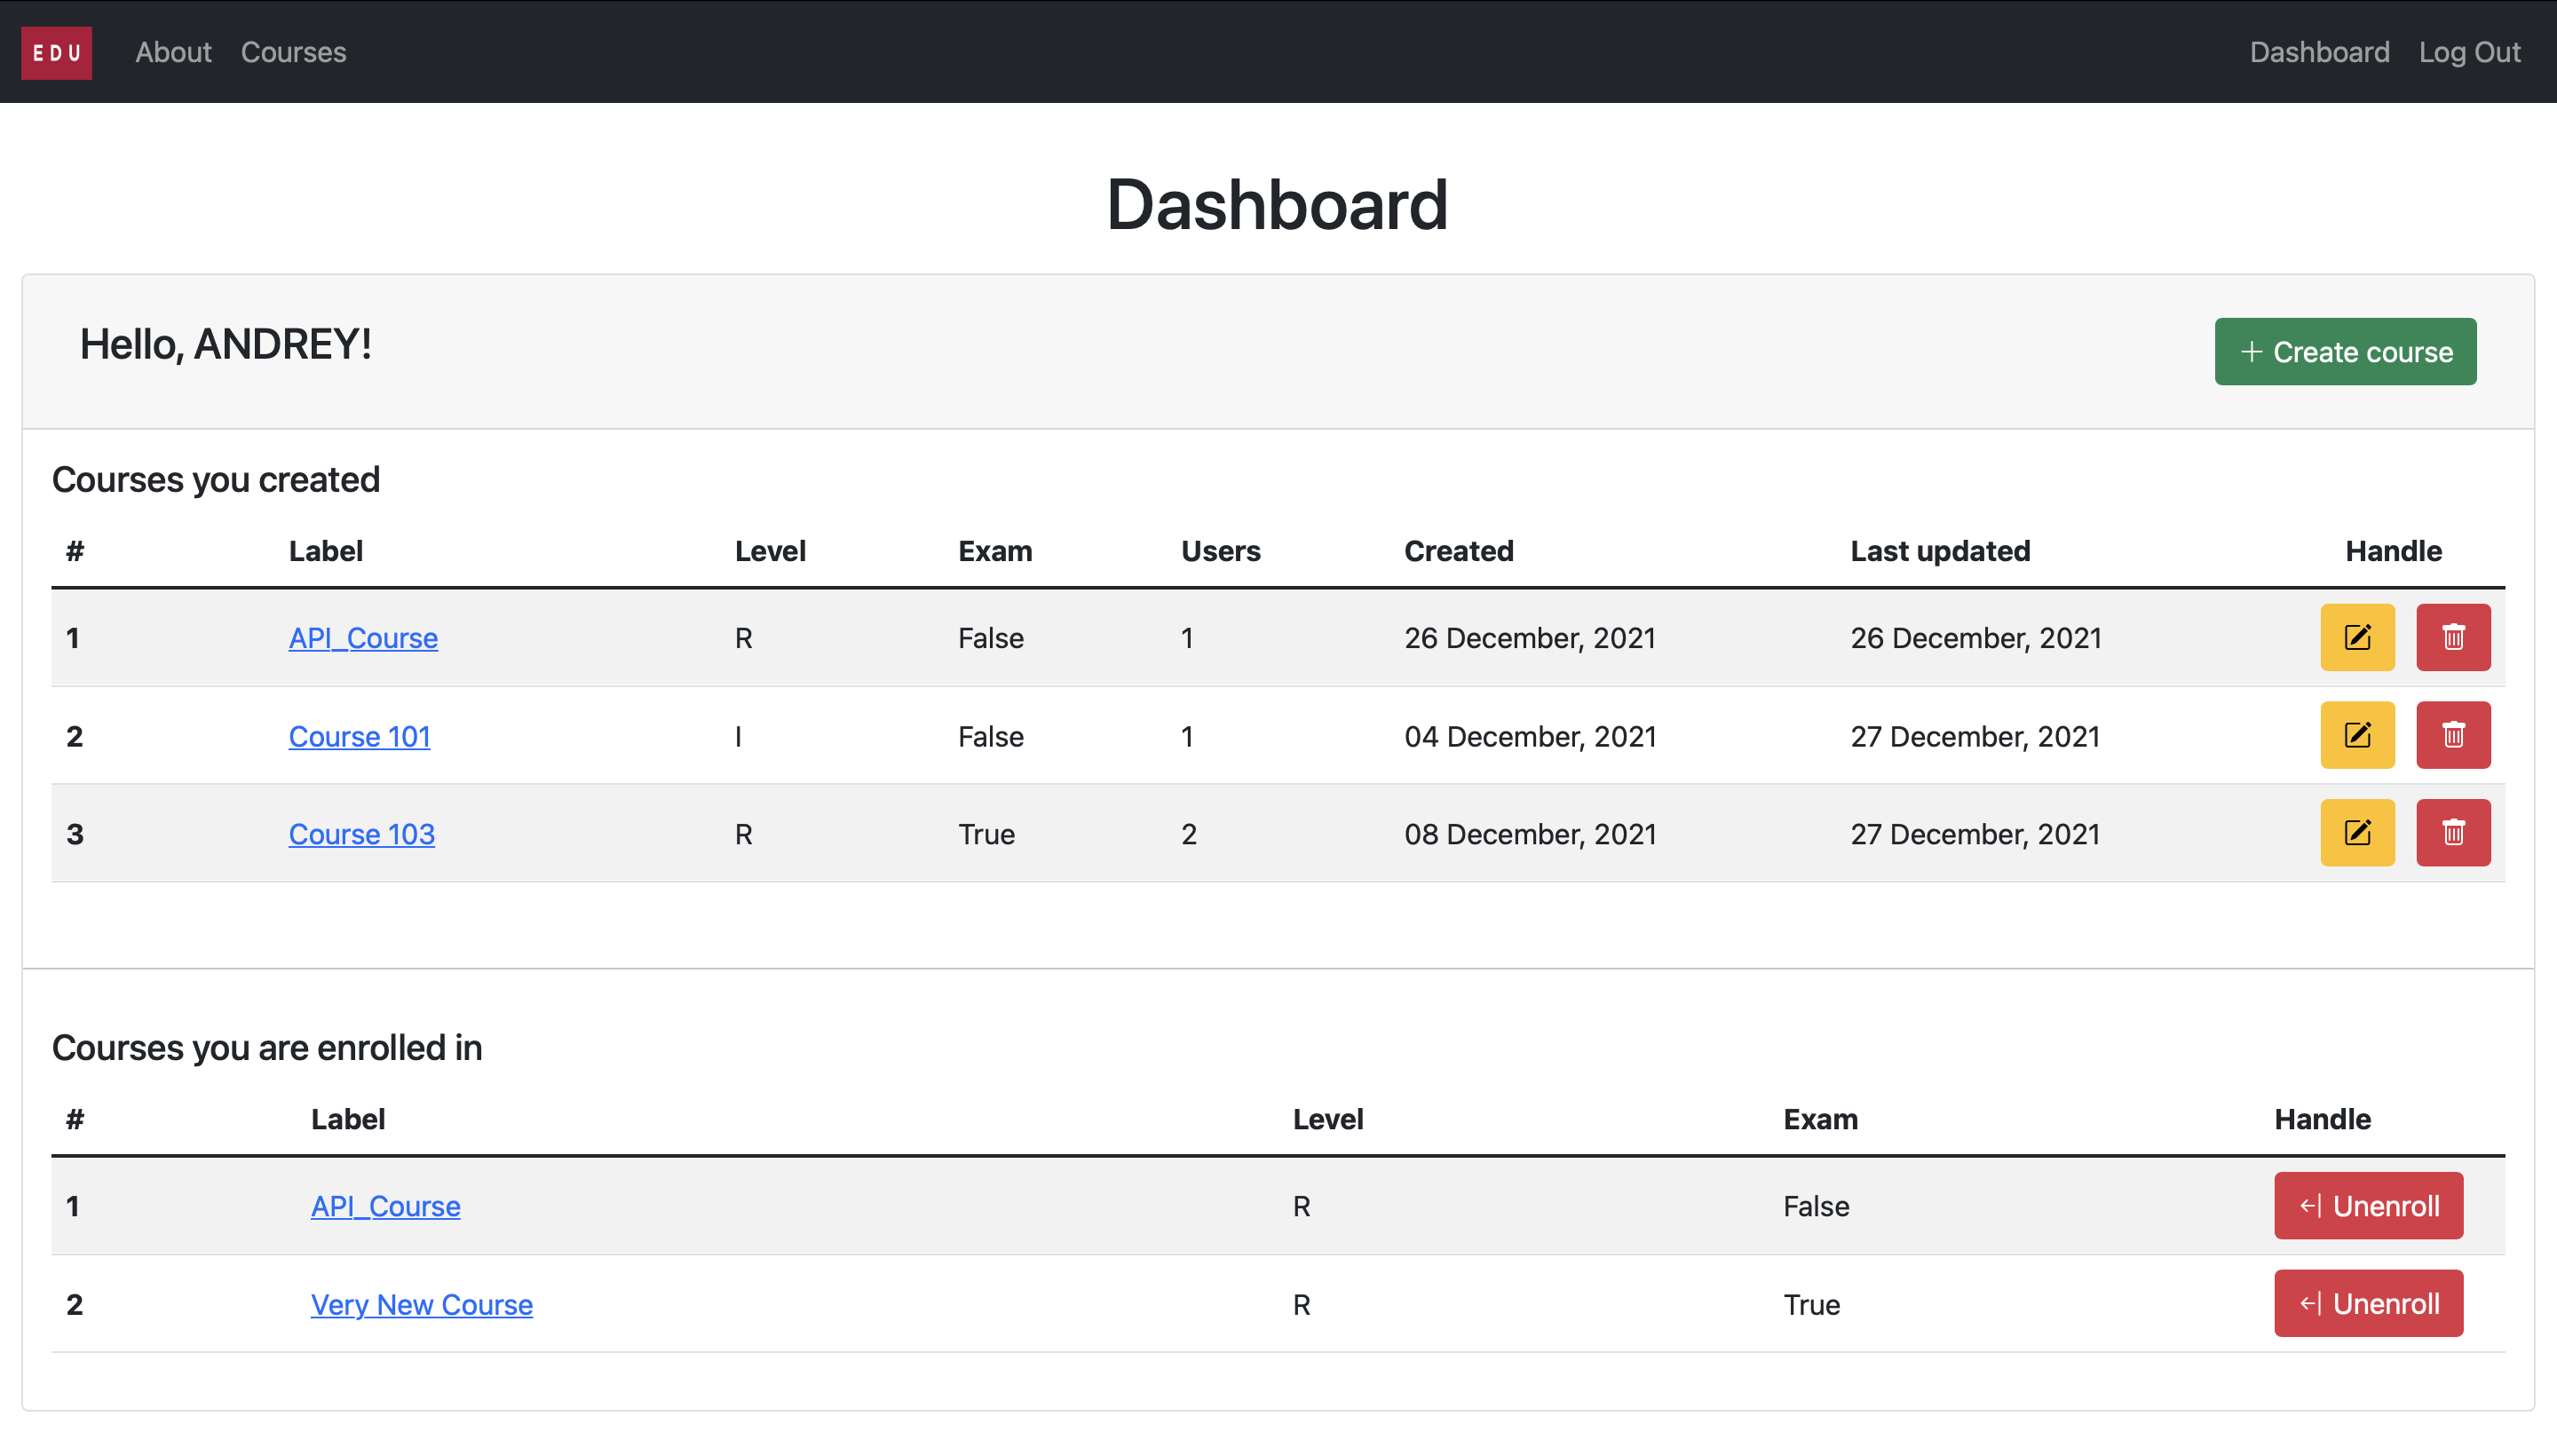 EDU About Courses Dashboard Log Out
Dashboard
Hello, ANDREY!
+ Create course
Courses you created
# Label Level Exam Users Created Last updated Handle
1 API_Course R False 1 26 December, 2021 26 December, 2021
2 Course 101 I False 1 04 December, 2021 27 December, 2021
3 Course 103 R True 2 08 December, 2021 27 December, 2021
Courses you are enrolled in
# Label Level Exam Handle
1 API_Course R False Unenroll
2 Very New Course R True Unenroll